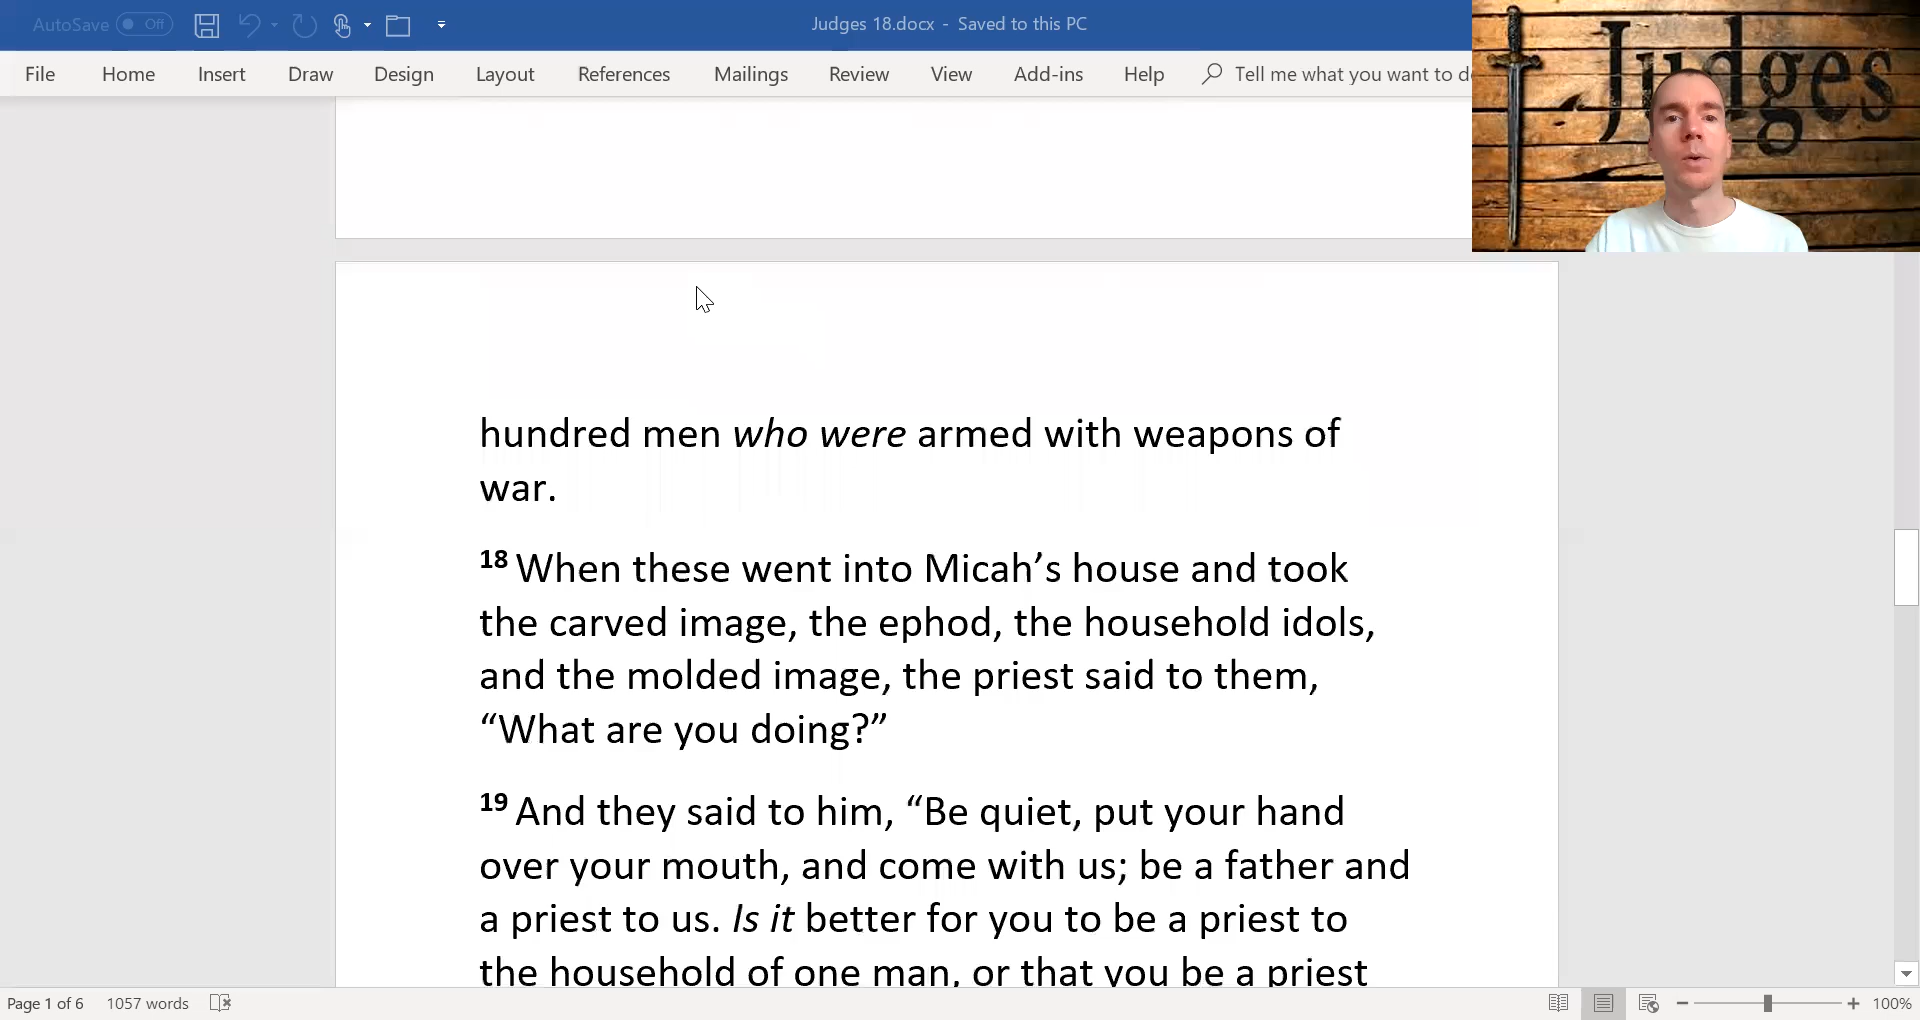 AutoSave Off
Judges 18.docx - Saved to this PC
File Home Insert Draw Design Layout References Mailings Review View Add-ins Help Tell me what you want to d
Judges
hundred men who were armed with weapons of
war.
18 When these went into Micah’s house and took
the carved image, the ephod, the household idols,
and the molded image, the priest said to them,
“What are you doing?”
19 And they said to him, “Be quiet, put your hand
over your mouth, and come with us; be a father and
a priest to us. Is it better for you to be a priest to
the household of one man, or that you be a priest
Page 1 of 6 1057 words 100%